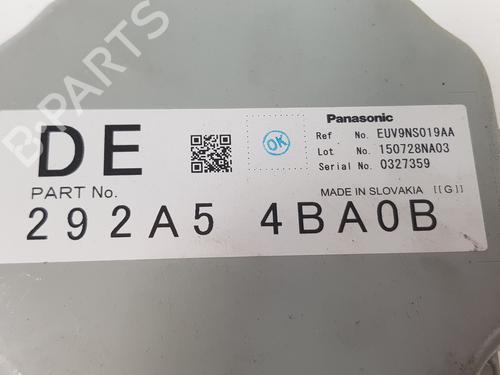 DE
OK
Panasonic
Ref No. EUV9NS019AA
Lot No. 150728NA03
Serial No. 0327359
PART No.
MADE IN SLOVAKIA [[G]]
292A5 4BA0B
B-PARTS